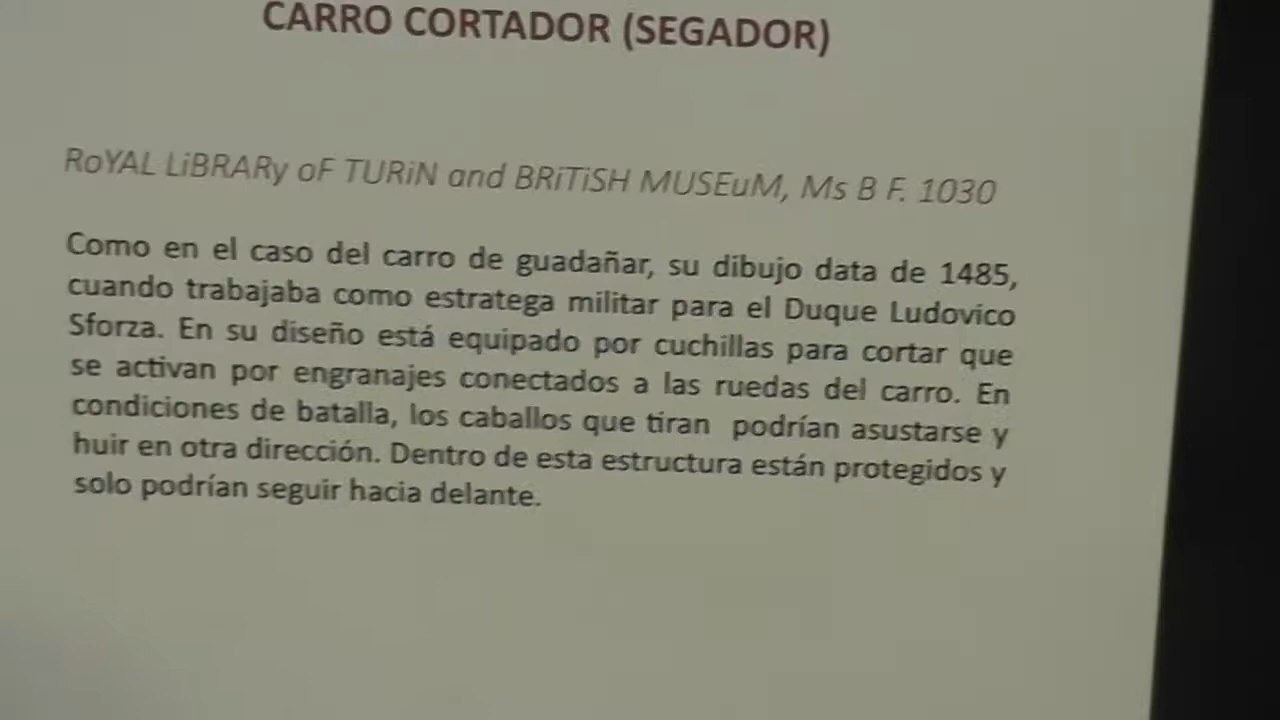 CARRO CORTADOR (SEGADOR)
RoYAL LiBRARy oF TURiN and BRiTiSH MUSEuM, Ms B F. 1030
Como en el caso del carro de guadañar, su dibujo data de 1485,
cuando trabajaba como estratega militar para el Duque Ludovico
Sforza. En su diseño está equipado por cuchillas para cortar que
se activan por engranajes conectados a las ruedas del carro. En
condiciones de batalla, los caballos que tiran podrían asustarse y
huir en otra dirección. Dentro de esta estructura están protegidos y
solo podrían seguir hacia delante.